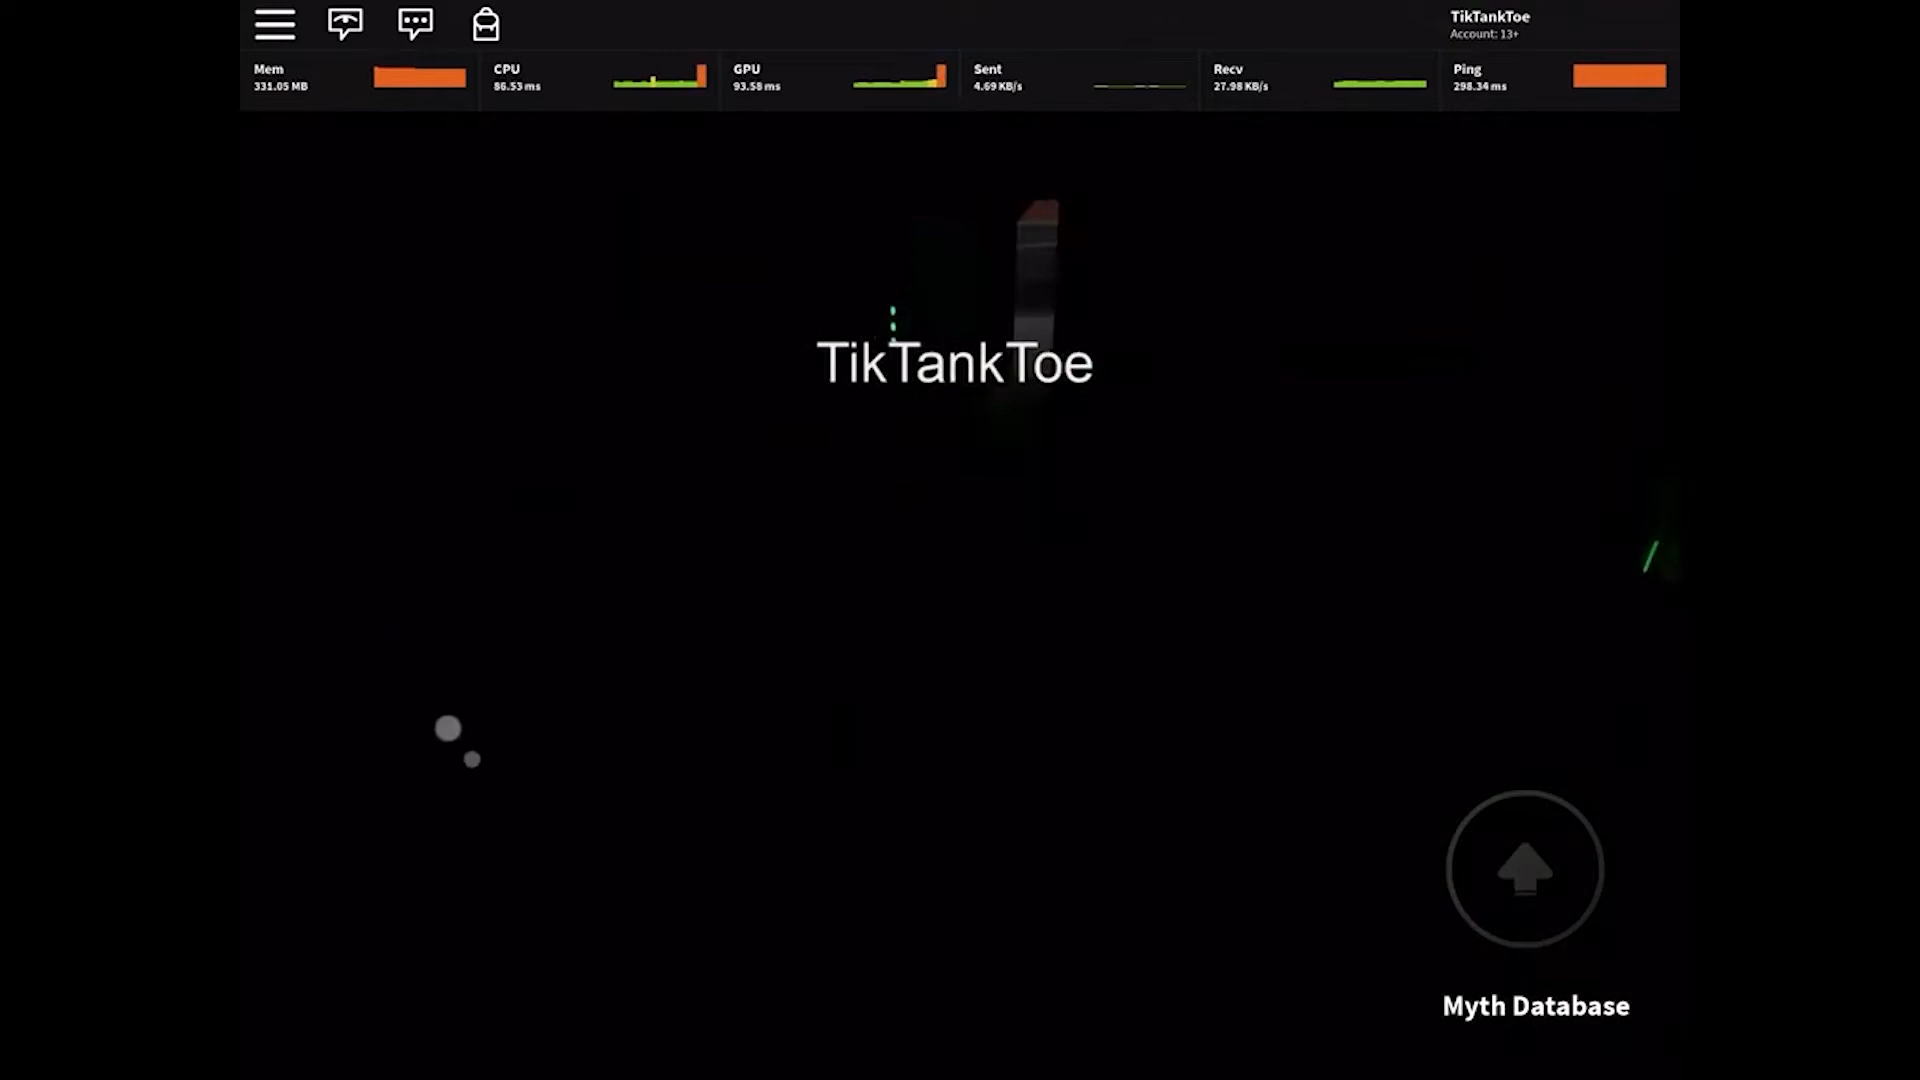 TikTankToe
Account: 13+
Mem
331.05 MB
CPU
86.53 ms
GPU
93.58 ms
Sent
4.69 KB/s
Recv
27.98 KB/s
Ping
298.34 ms
TikTankToe
Myth Database